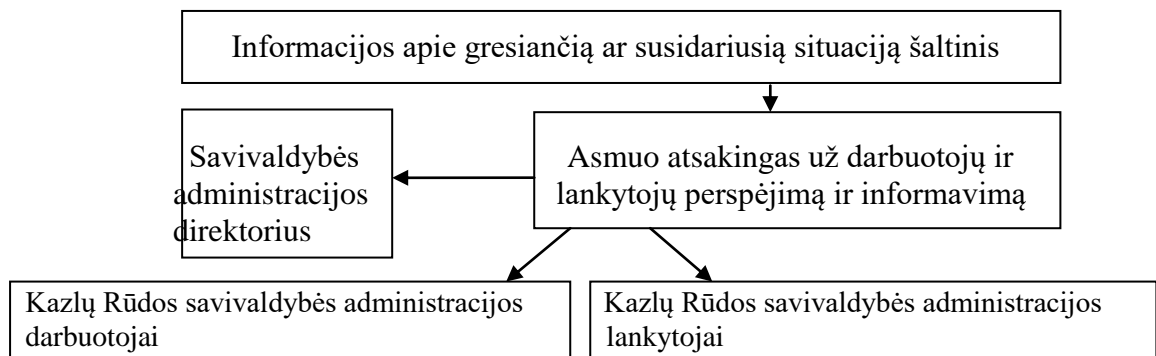 Informacijos apie gresiančią ar susidariusią situaciją šaltinis
Savivaldybės
administracijos
direktorius
Asmuo atsakingas už darbuotojų ir
lankytojų perspėjimą ir informavimą
Kazlų Rūdos savivaldybės administracijos
darbuotojai
Kazlų Rūdos savivaldybės administracijos
lankytojai